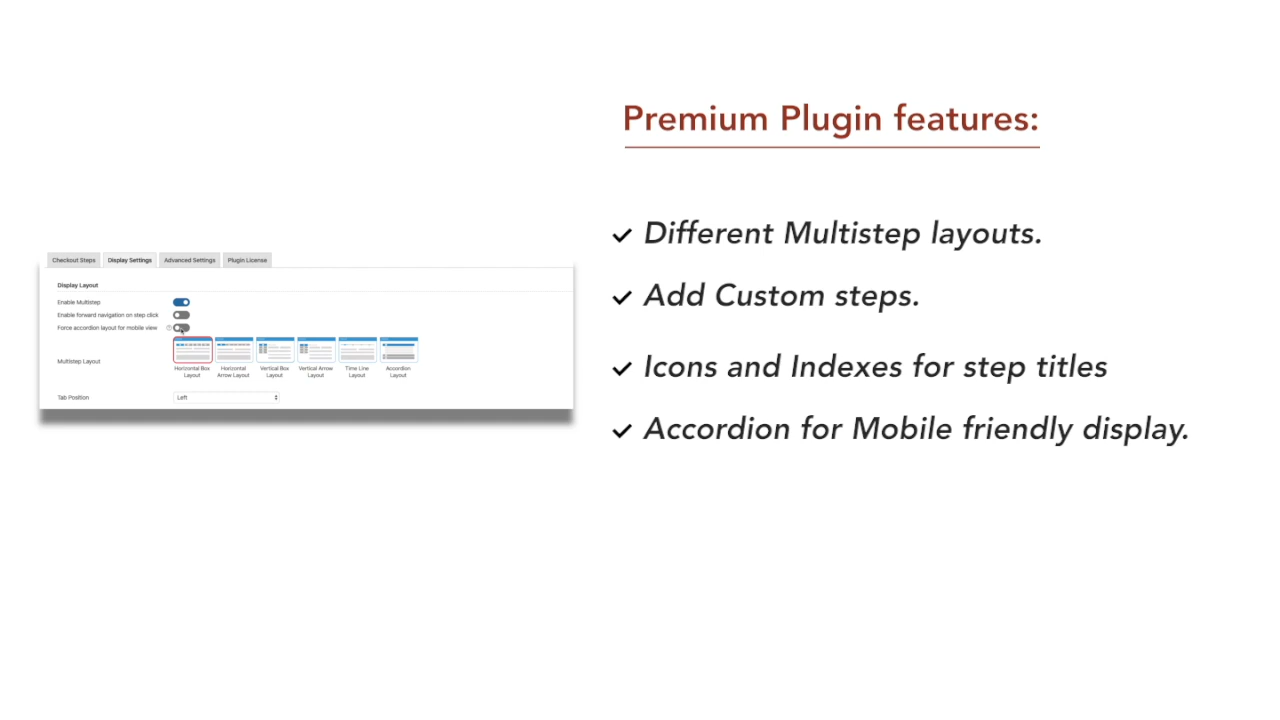 Premium Plugin features:
Different Multistep layouts.
Add Custom steps.
Icons and Indexes for step titles
Accordion for Mobile friendly display.
Checkout Steps Display Settings Advanced Settings Plugin License
Display Layout
Enable Multistep
Enable forward navigation on step click
Force accordion layout for mobile view
Multistep Layout
Horizontal Box Layout
Horizontal Arrow Layout
Vertical Box Layout
Vertical Arrow Layout
Time Line Layout
Accordion Layout
Tab Position Left